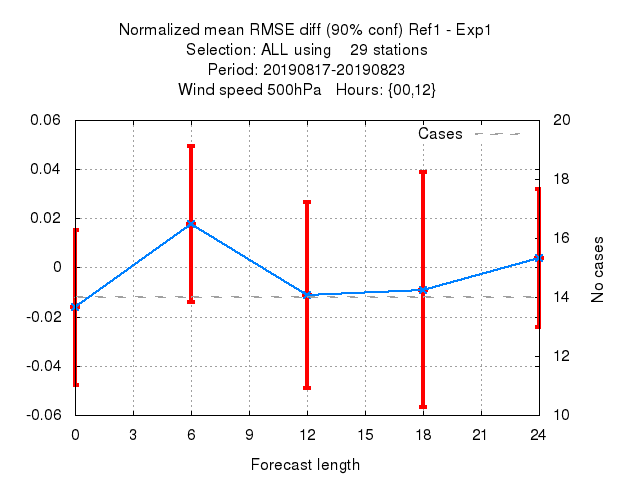 Normalized mean RMSE diff (90% conf) Ref1 - Exp1
Selection: ALL using    29 stations
Period: 20190817-20190823
Wind speed 500hPa   Hours: {00,12}
Cases
0.06
0.04
0.02
0
-0.02
-0.04
-0.06
20
18
16
14
12
10
No cases
0 3 6 9 12 15 18 21 24
Forecast length